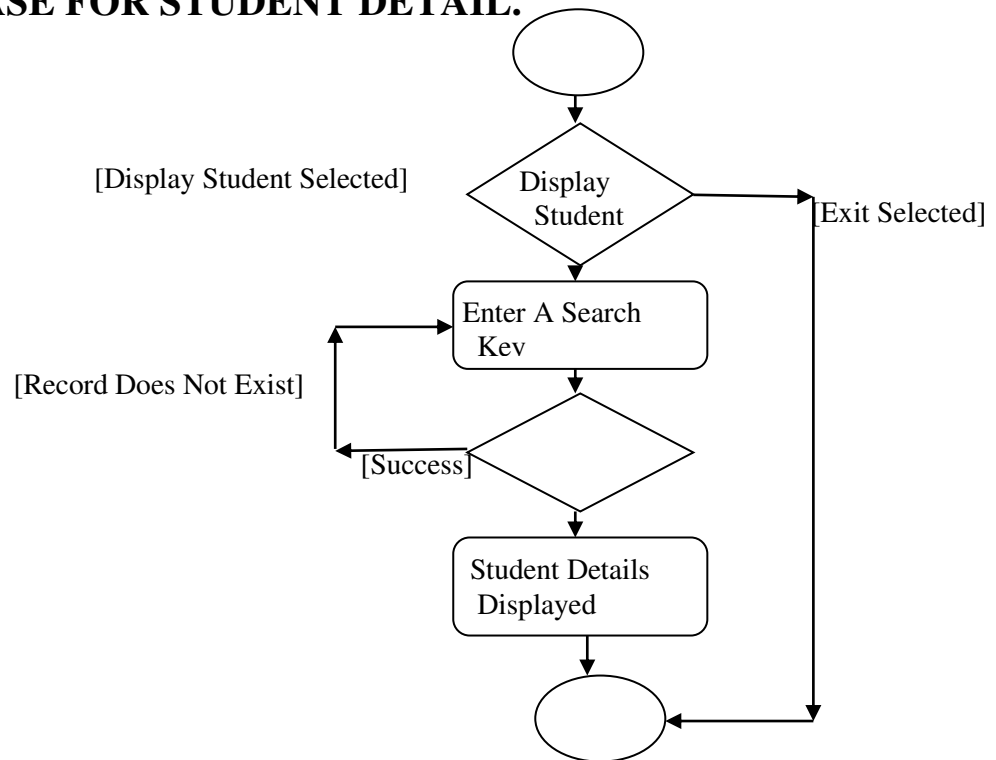 ASE FOR STUDENT DETAIL.
[Display Student Selected]
Display
Student
[Exit Selected]
Enter A Search
Kev
[Record Does Not Exist]
[Success]
Student Details
Displayed